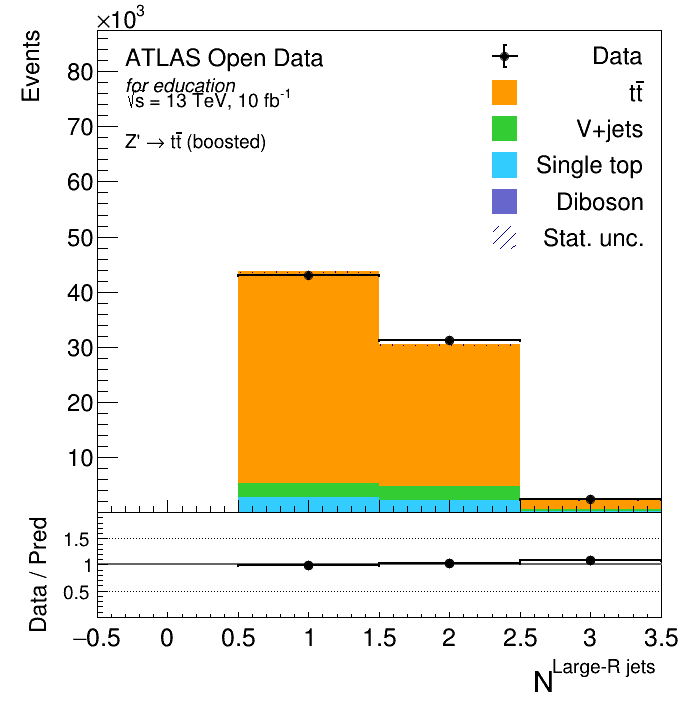 ×10³
Events
80
70
60
50
40
30
20
10
ATLAS Open Data
for education
√s = 13 TeV, 10 fb⁻¹
Z' → tt̄ (boosted)
Data
tt̄
V+jets
Single top
Diboson
Stat. unc.
Data / Pred
1.5
1
0.5
−0.5 0 0.5 1 1.5 2 2.5 3 3.5
N^Large-R jets